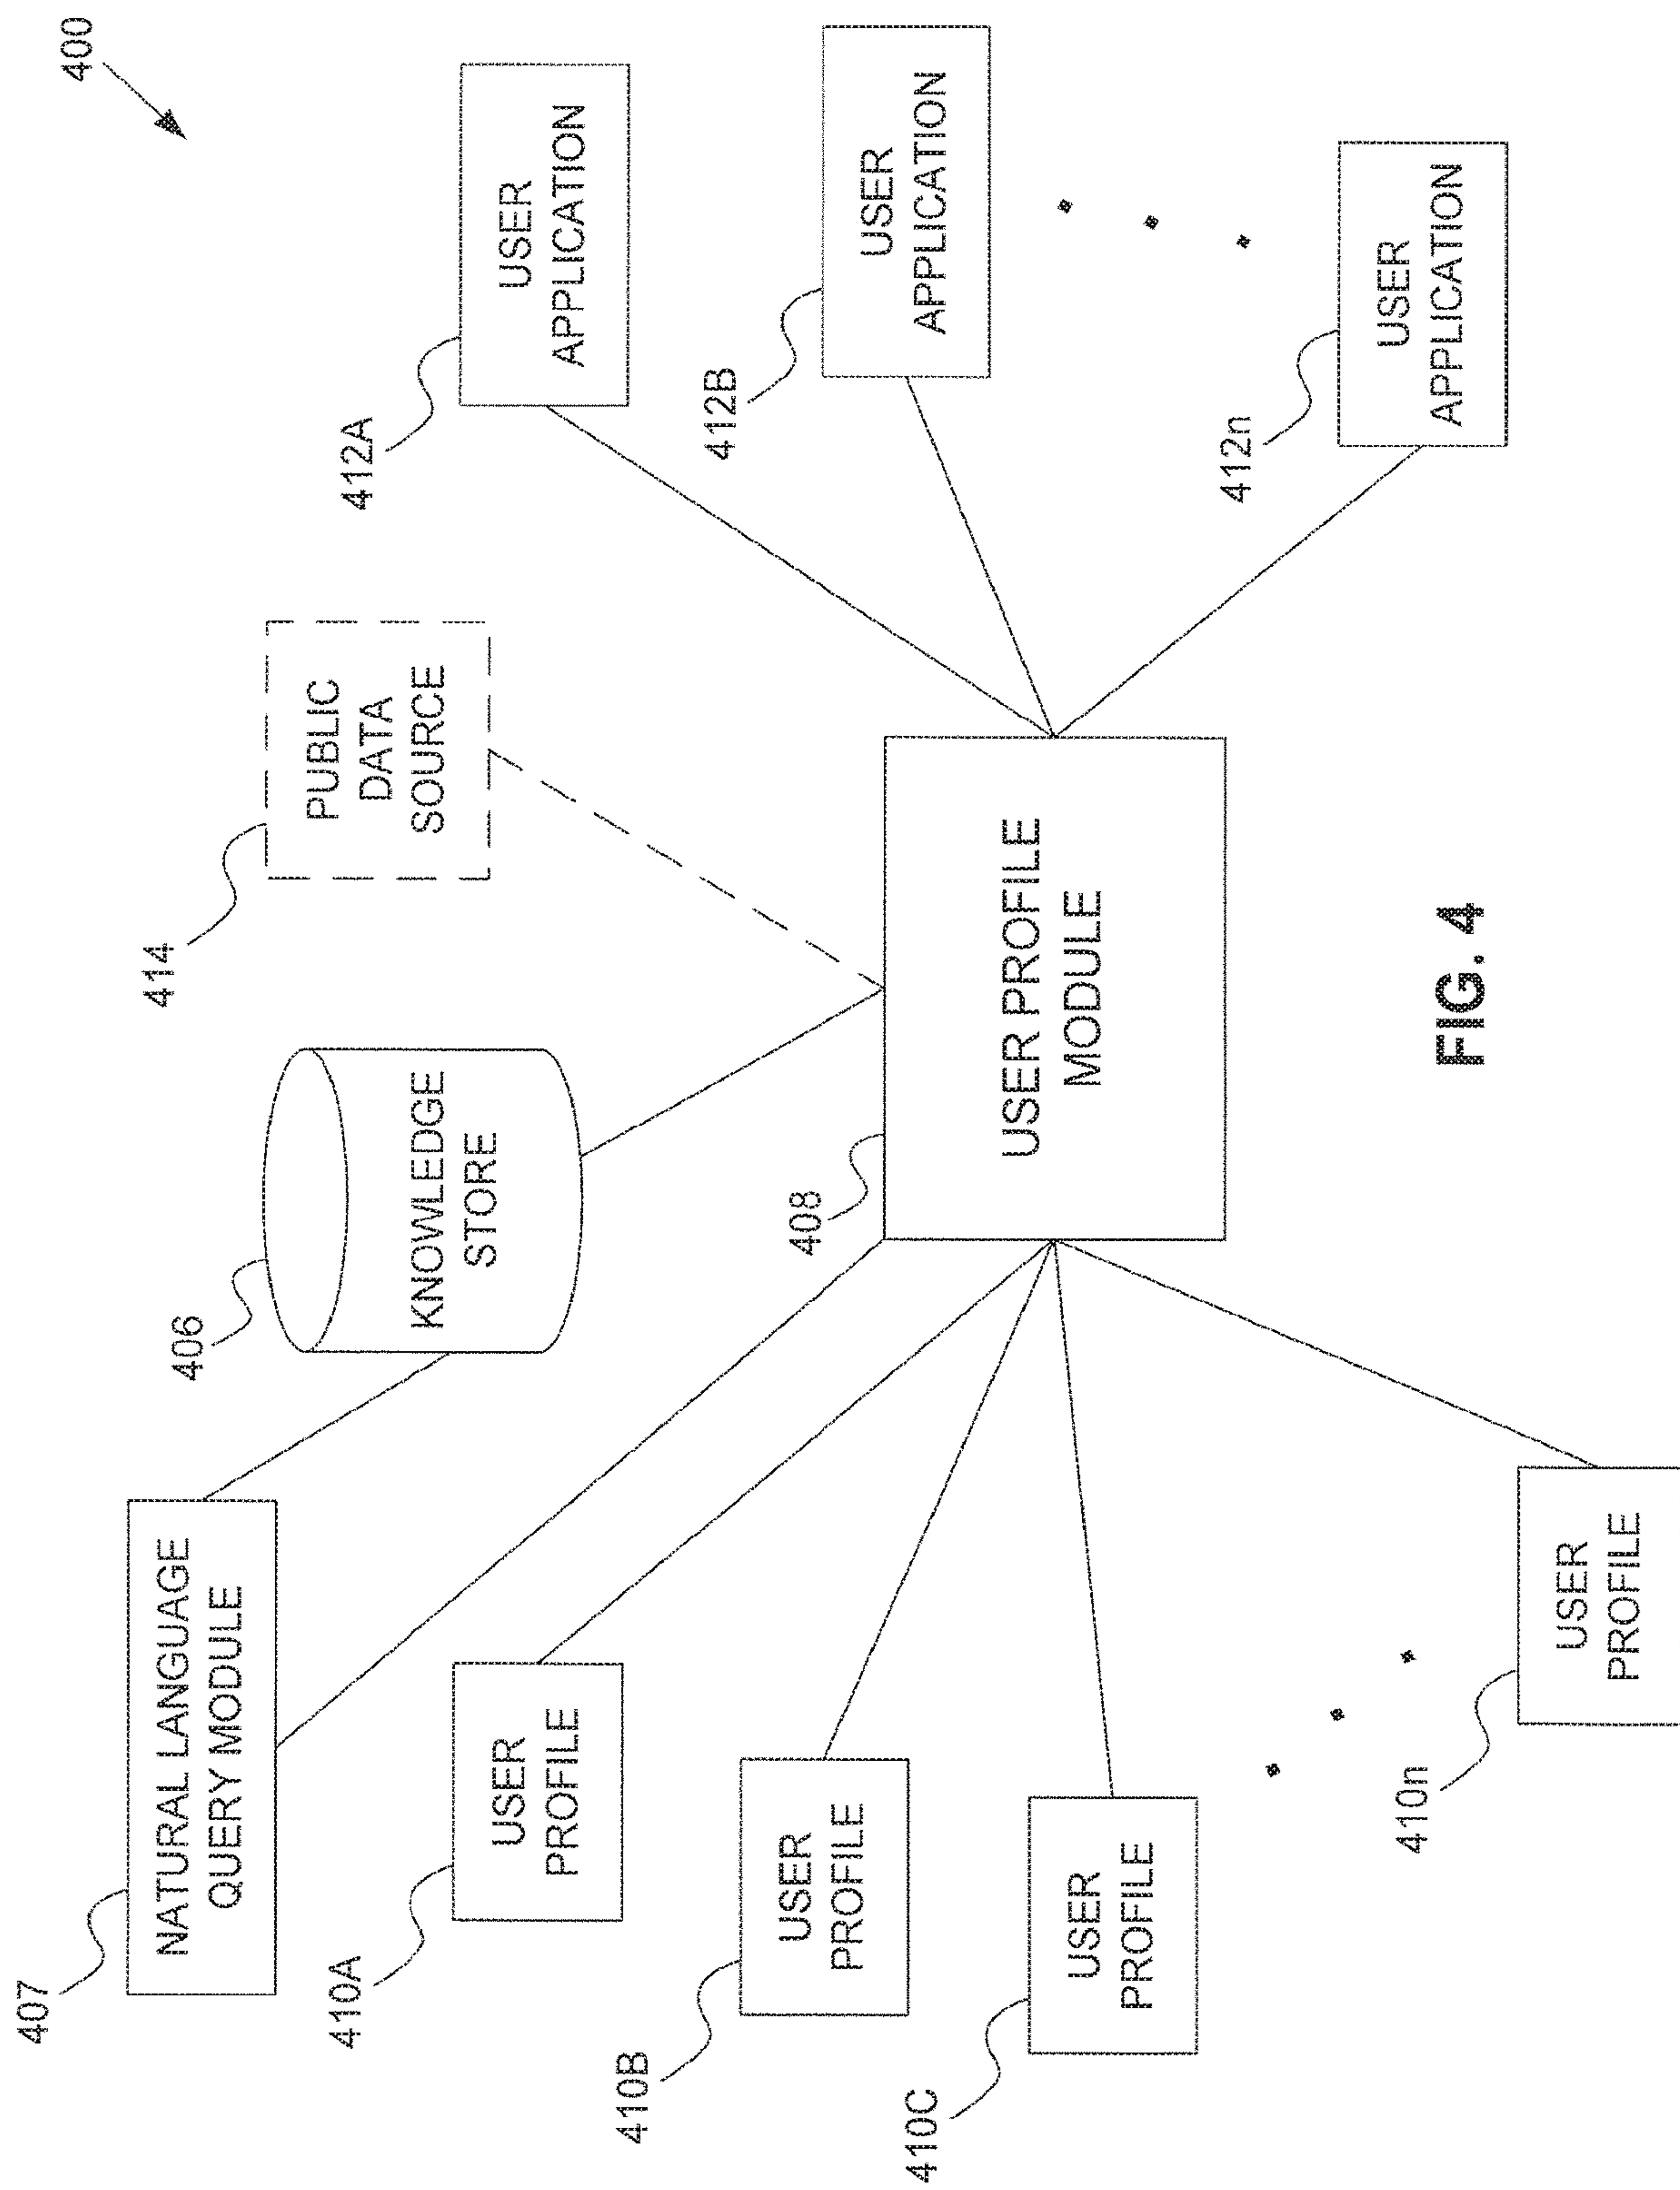 400
407
NATURAL LANGUAGE
QUERY MODULE
406
KNOWLEDGE
STORE
414
PUBLIC
DATA
SOURCE
412A
USER
APPLICATION
410A
USER
PROFILE
412B
USER
APPLICATION
410B
USER
PROFILE
408
USER PROFILE
MODULE
410C
USER
PROFILE
412n
USER
APPLICATION
410n
USER
PROFILE
FIG. 4